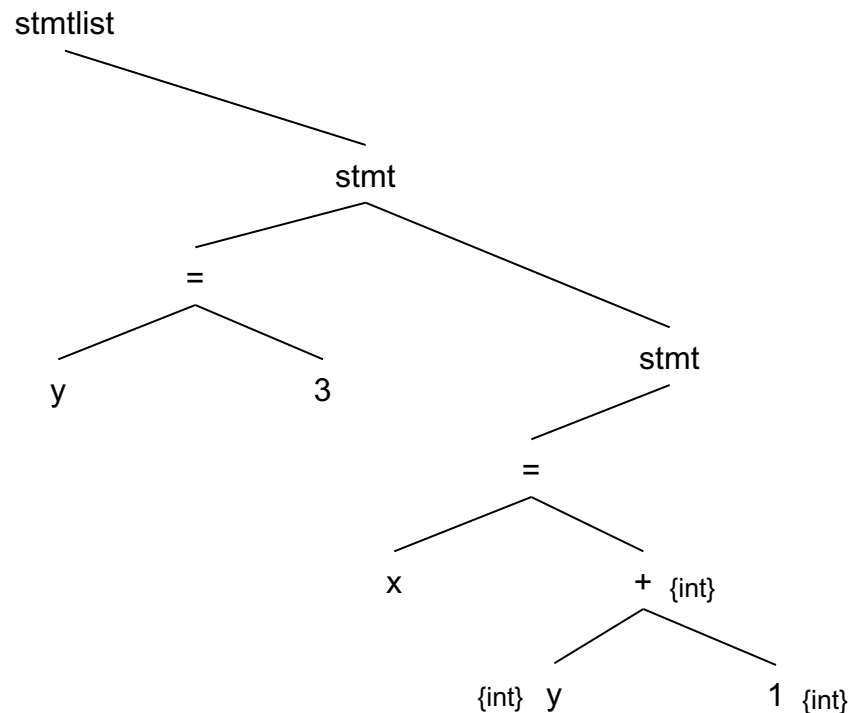 stmtlist
stmt
=
y 3
stmt
=
x + {int}
{int} y 1 {int}